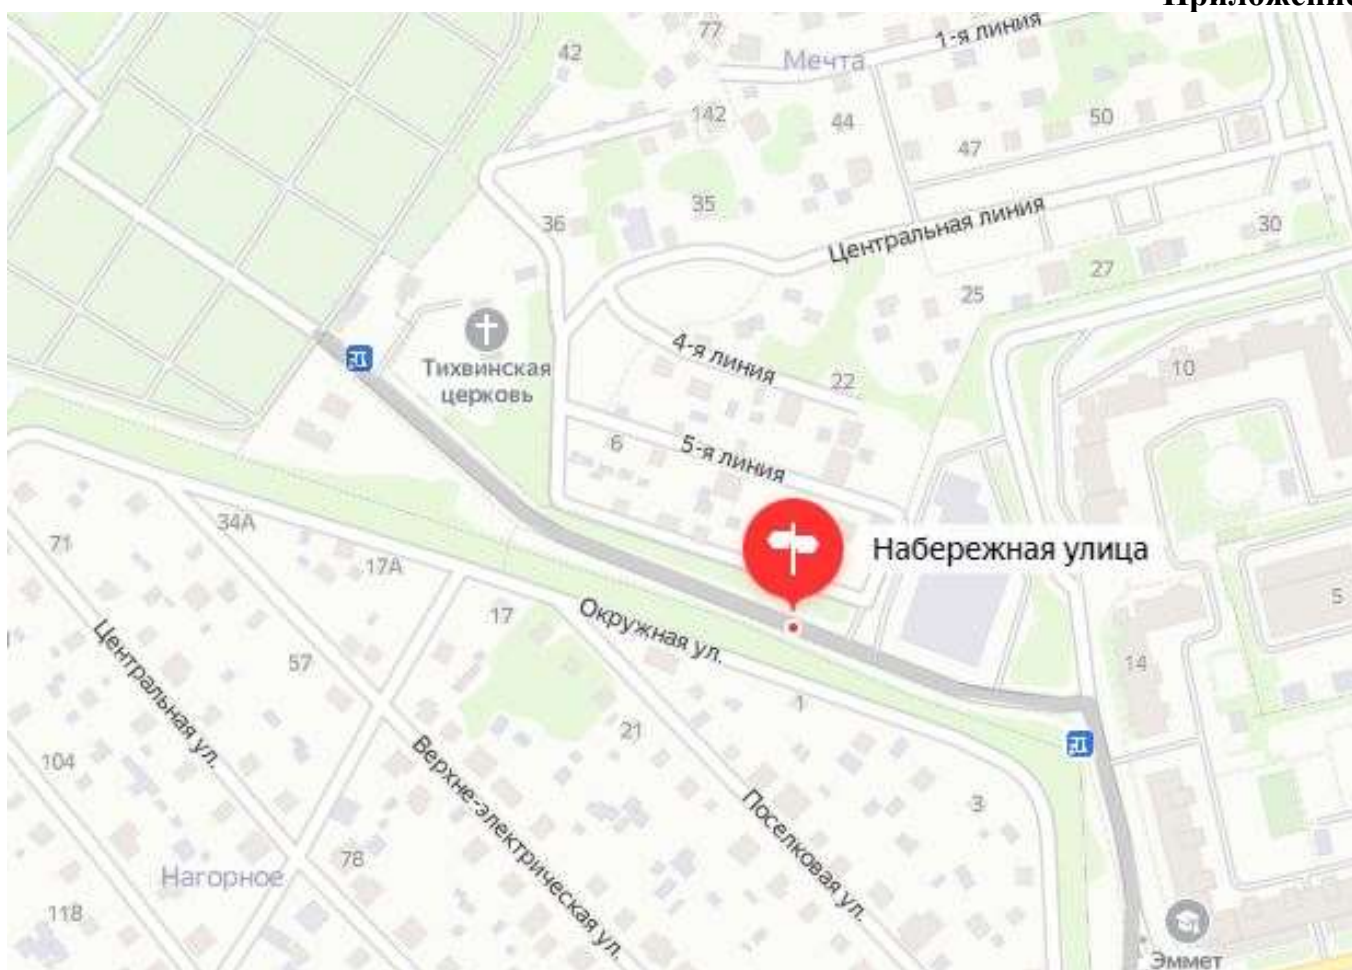 Приложение
77
1-я линия
42
Мечта
142
44
50
47
35
36
Центральная линия
30
27
25
Тихвинская
церковь
4-я линия
22
10
6
5-я линия
34А
71
17А
Набережная улица
17
Окружная ул.
5
Центральная ул.
57
14
1
21
104
Верхне-электрическая ул.
Поселковая ул.
3
78
Нагорное
118
Эммет